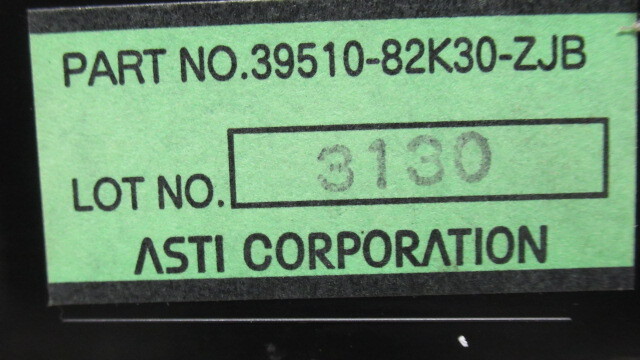 PART NO.39510-82K30-ZJB
LOT NO. 3130
ASTI CORPORATION